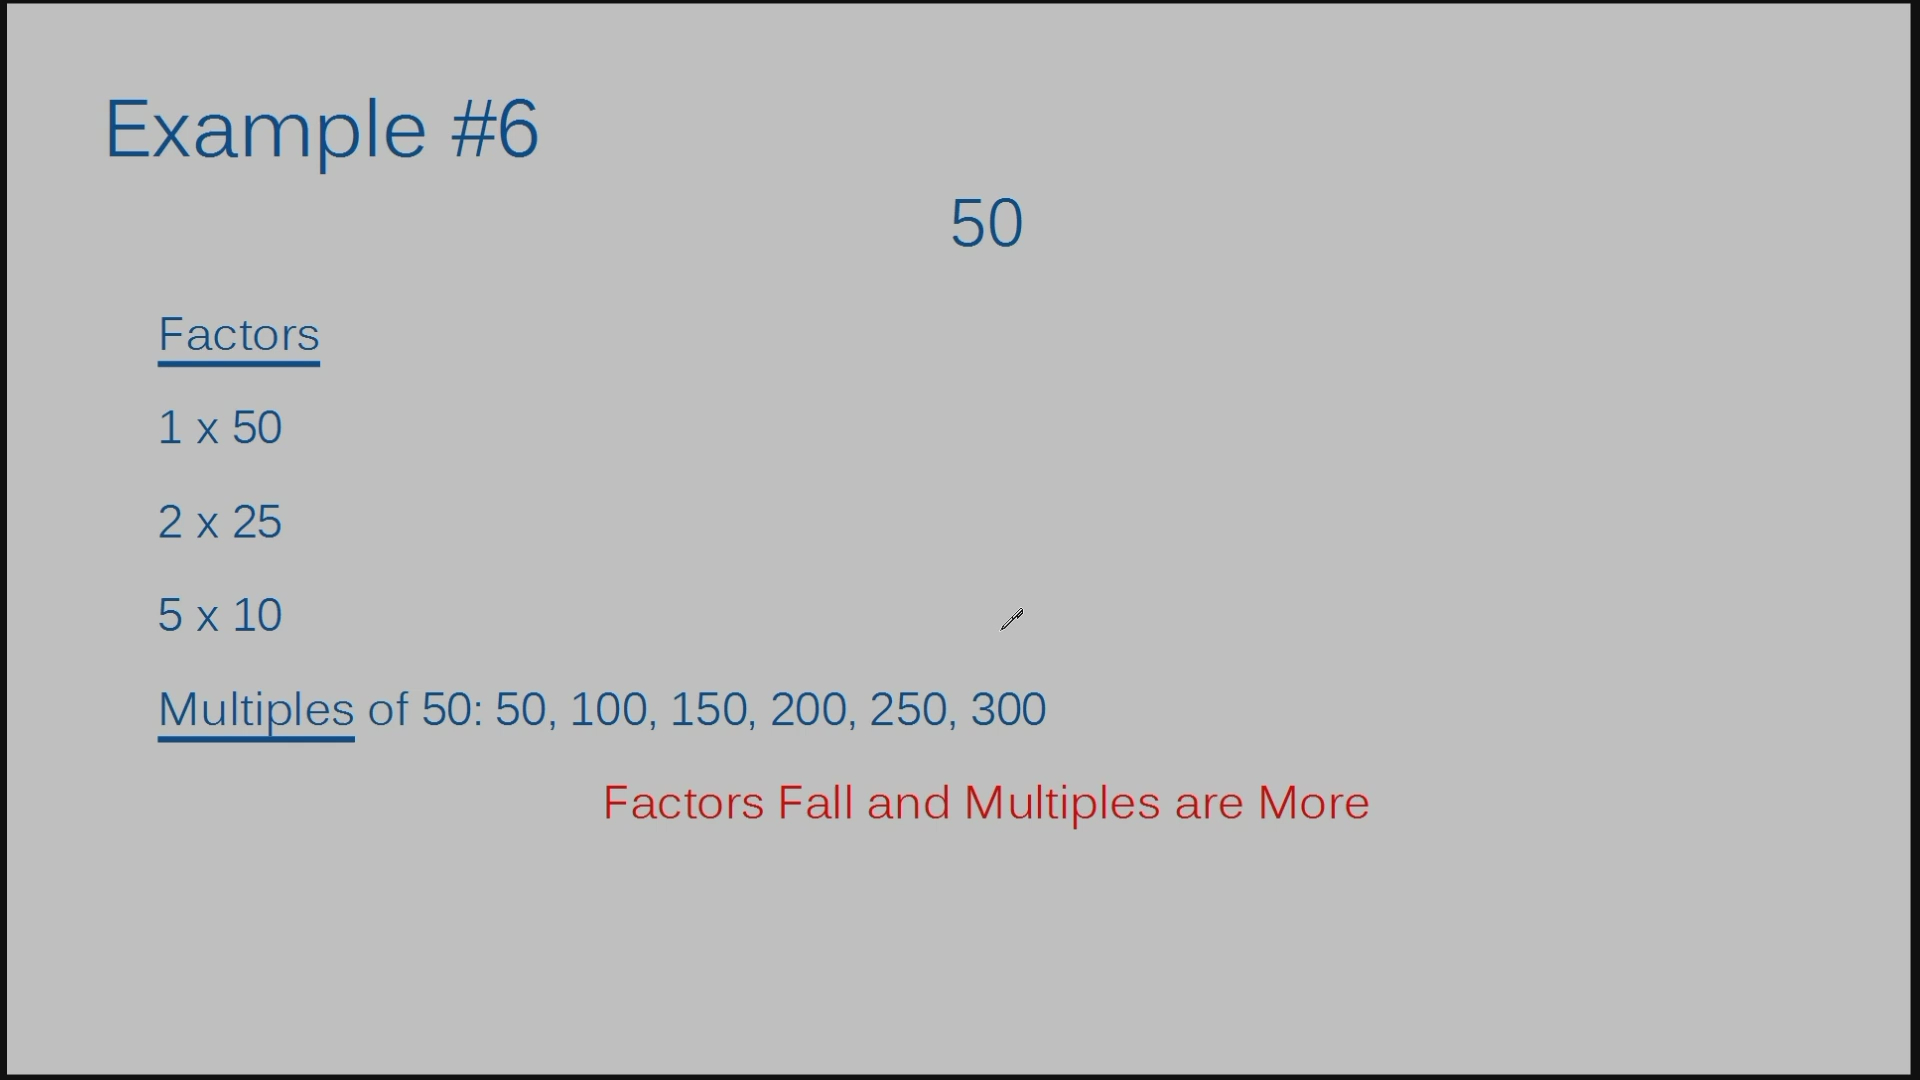 Example #6
50
Factors
1 x 50
2 x 25
5 x 10
Multiples of 50: 50, 100, 150, 200, 250, 300
Factors Fall and Multiples are More